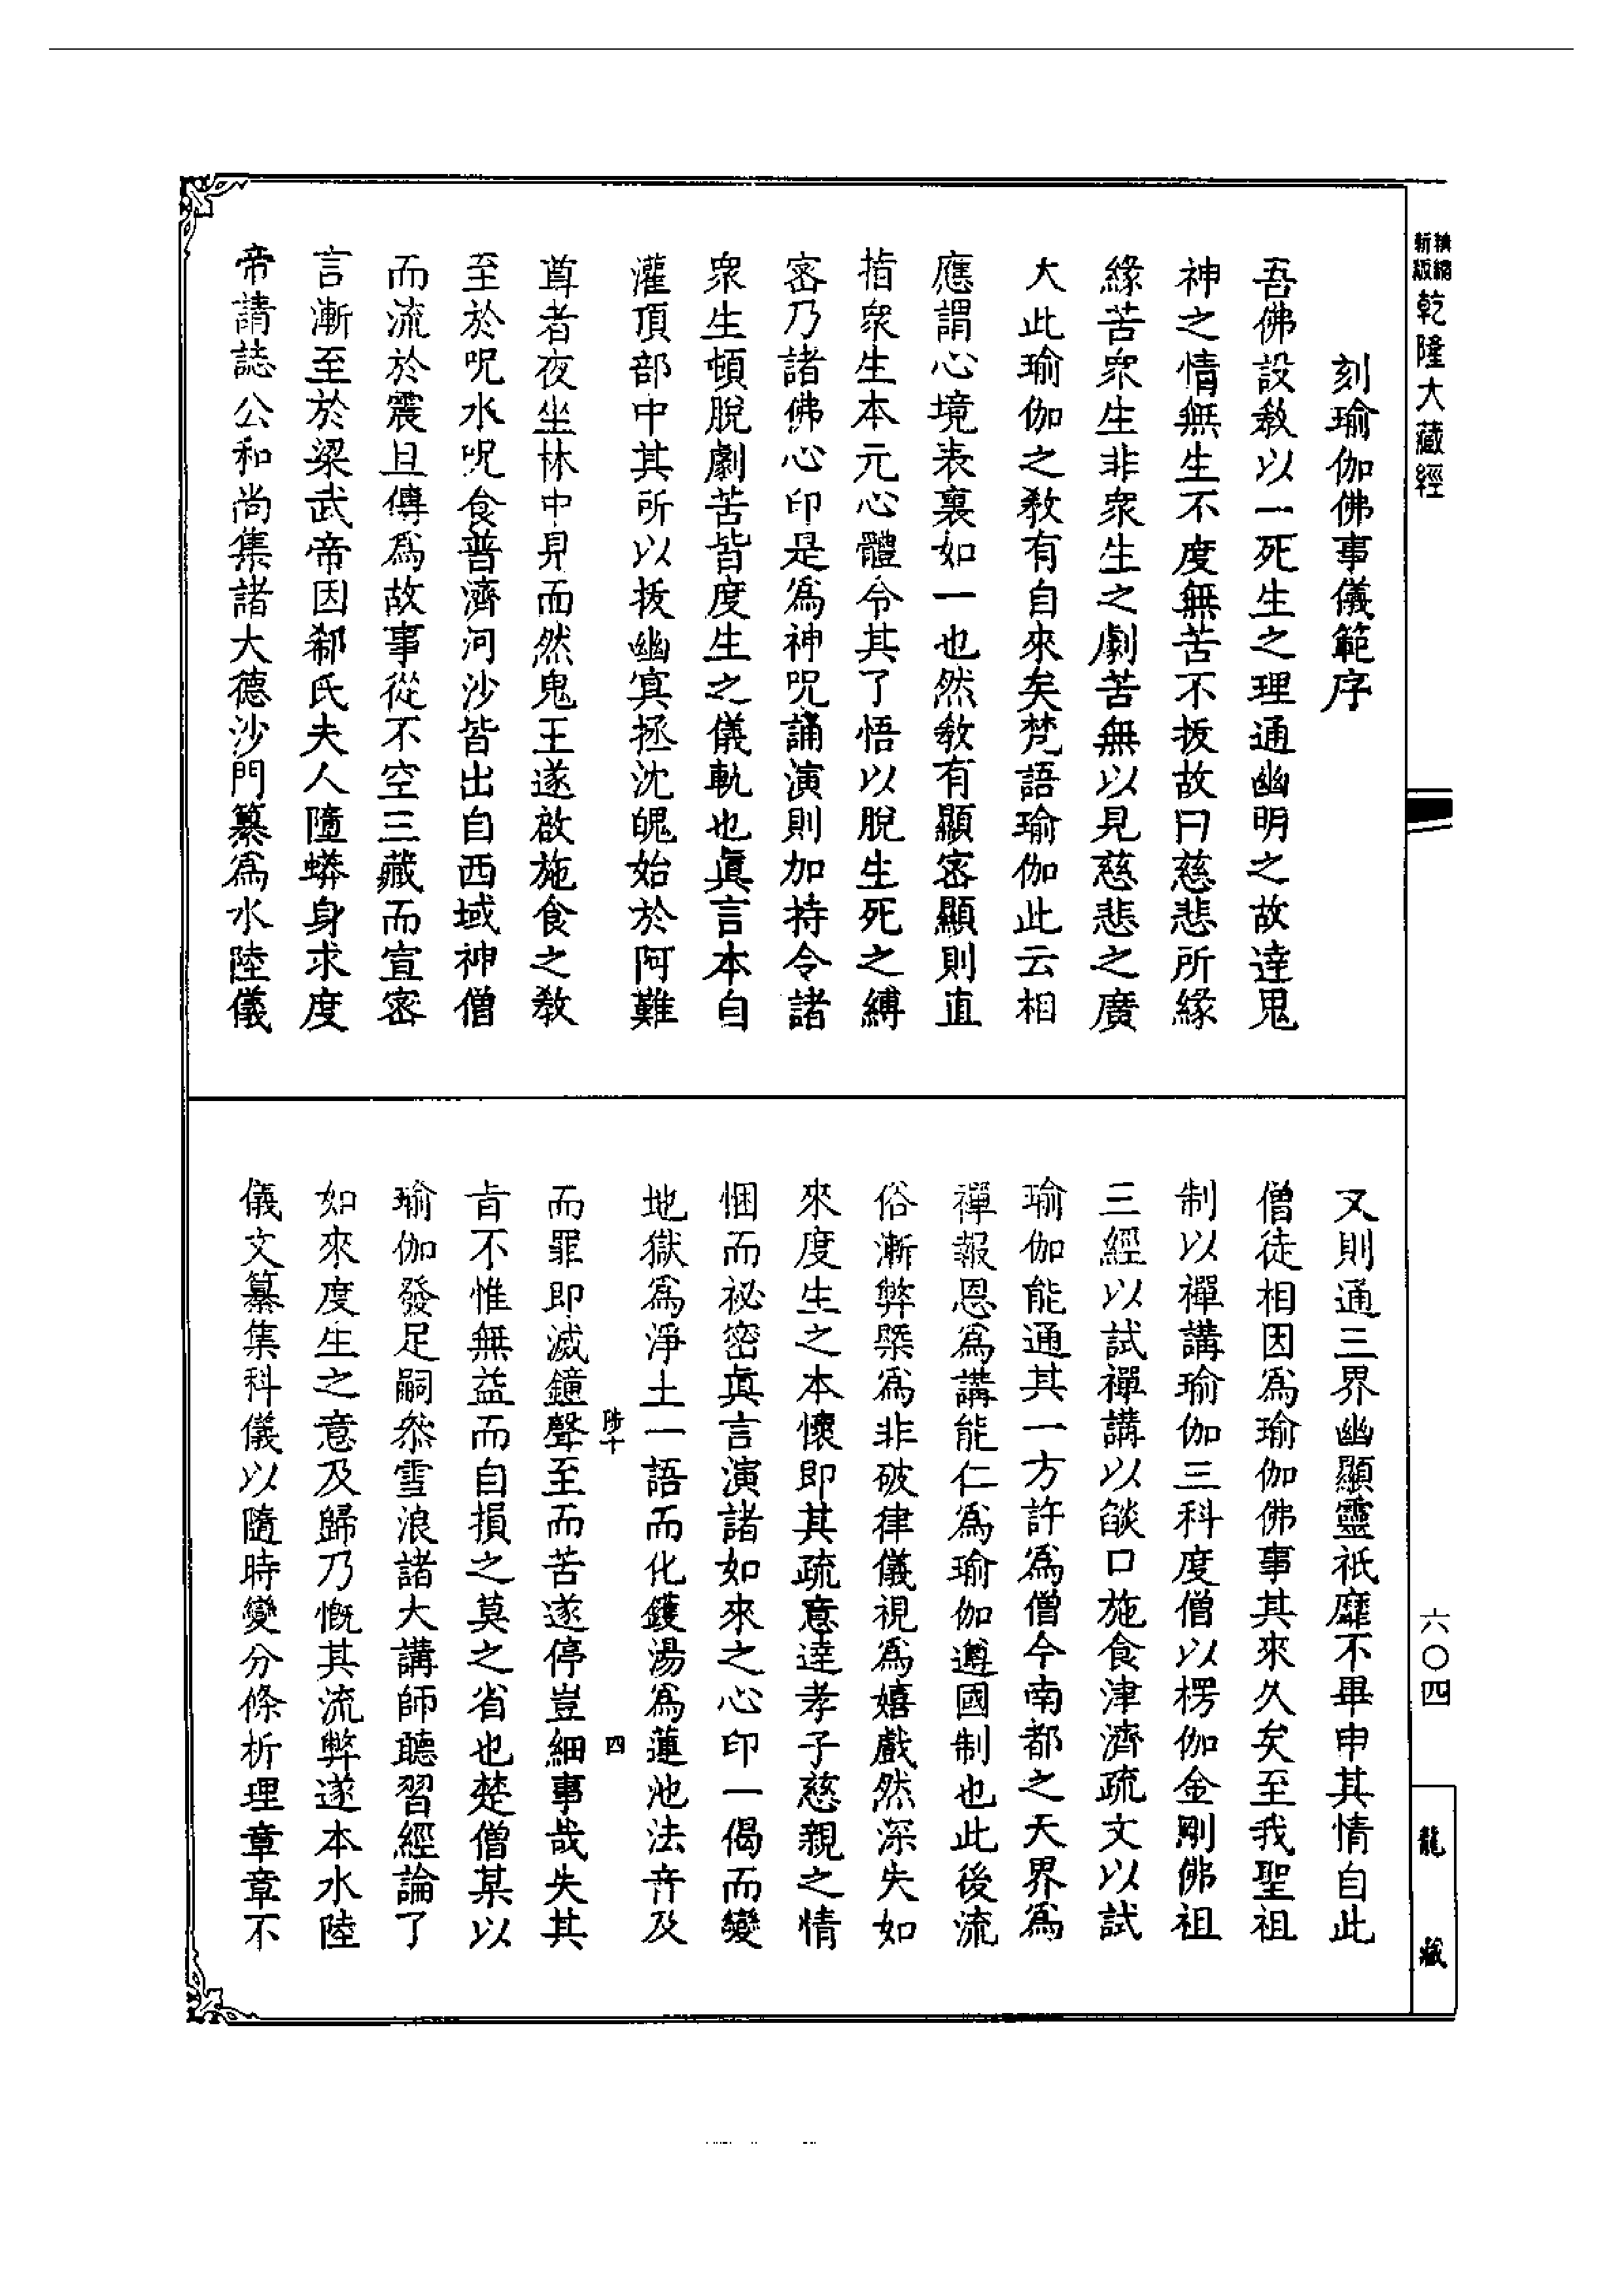 新版
精縮
乾隆大藏經
刻瑜伽佛事儀範序
吾佛設教以一死生之理通幽明之故達鬼
神之情無生不度無苦不拔故曰慈悲所緣
緣苦衆生非衆生之劇苦無以見慈悲之廣
大此瑜伽之教有自來矣梵語瑜伽此云相
應謂心境表裏如一也然教有顯密顯則直
指衆生本元心體令其了悟以脫生死之縛
密乃諸佛心印是爲神呪誦演則加持令諸
衆生頓脫劇苦皆度生之儀軌也眞言本自
灌頂部中其所以拔幽冥拯沈魄始於阿難
尊者夜坐林中見而然鬼王遂啟施食之教
至於呪水呪食普濟河沙皆出自西域神僧
而流於震旦傳爲故事從不空三藏而宣密
言漸至於梁武帝因郗氏夫人墮蟒身求度
帝請誌公和尚集諸大德沙門纂爲水陸儀
文則通三界幽顯靈祇靡不畢申其情自此
僧徒相因爲瑜伽佛事其來久矣至我聖祖
制以禪講瑜伽三科度僧以楞伽金剛佛祖
三經以試禪講以燄口施食津濟疏文以試
瑜伽能通其一方許爲僧今南都之天界爲
禪報恩爲講能仁爲瑜伽遵國制也此後流
俗漸弊槩爲非破律儀視爲嬉戲然深失如
來度生之本懷即其疏意達孝子慈親之情
悃而祕密眞言演諸如來之心印一偈而變
地獄爲淨土一語而化鑊湯爲蓮池法音及
陟十 四
而罪即滅鐘聲至而苦遂停豈細事哉失其
旨不惟無益而自損之莫之省也楚僧某以
瑜伽發足嗣叅雪浪諸大講師聽習經論了
如來度生之意及歸乃慨其流弊遂本水陸
儀文纂集科儀以隨時變分條析理章章不
六〇四
龍藏